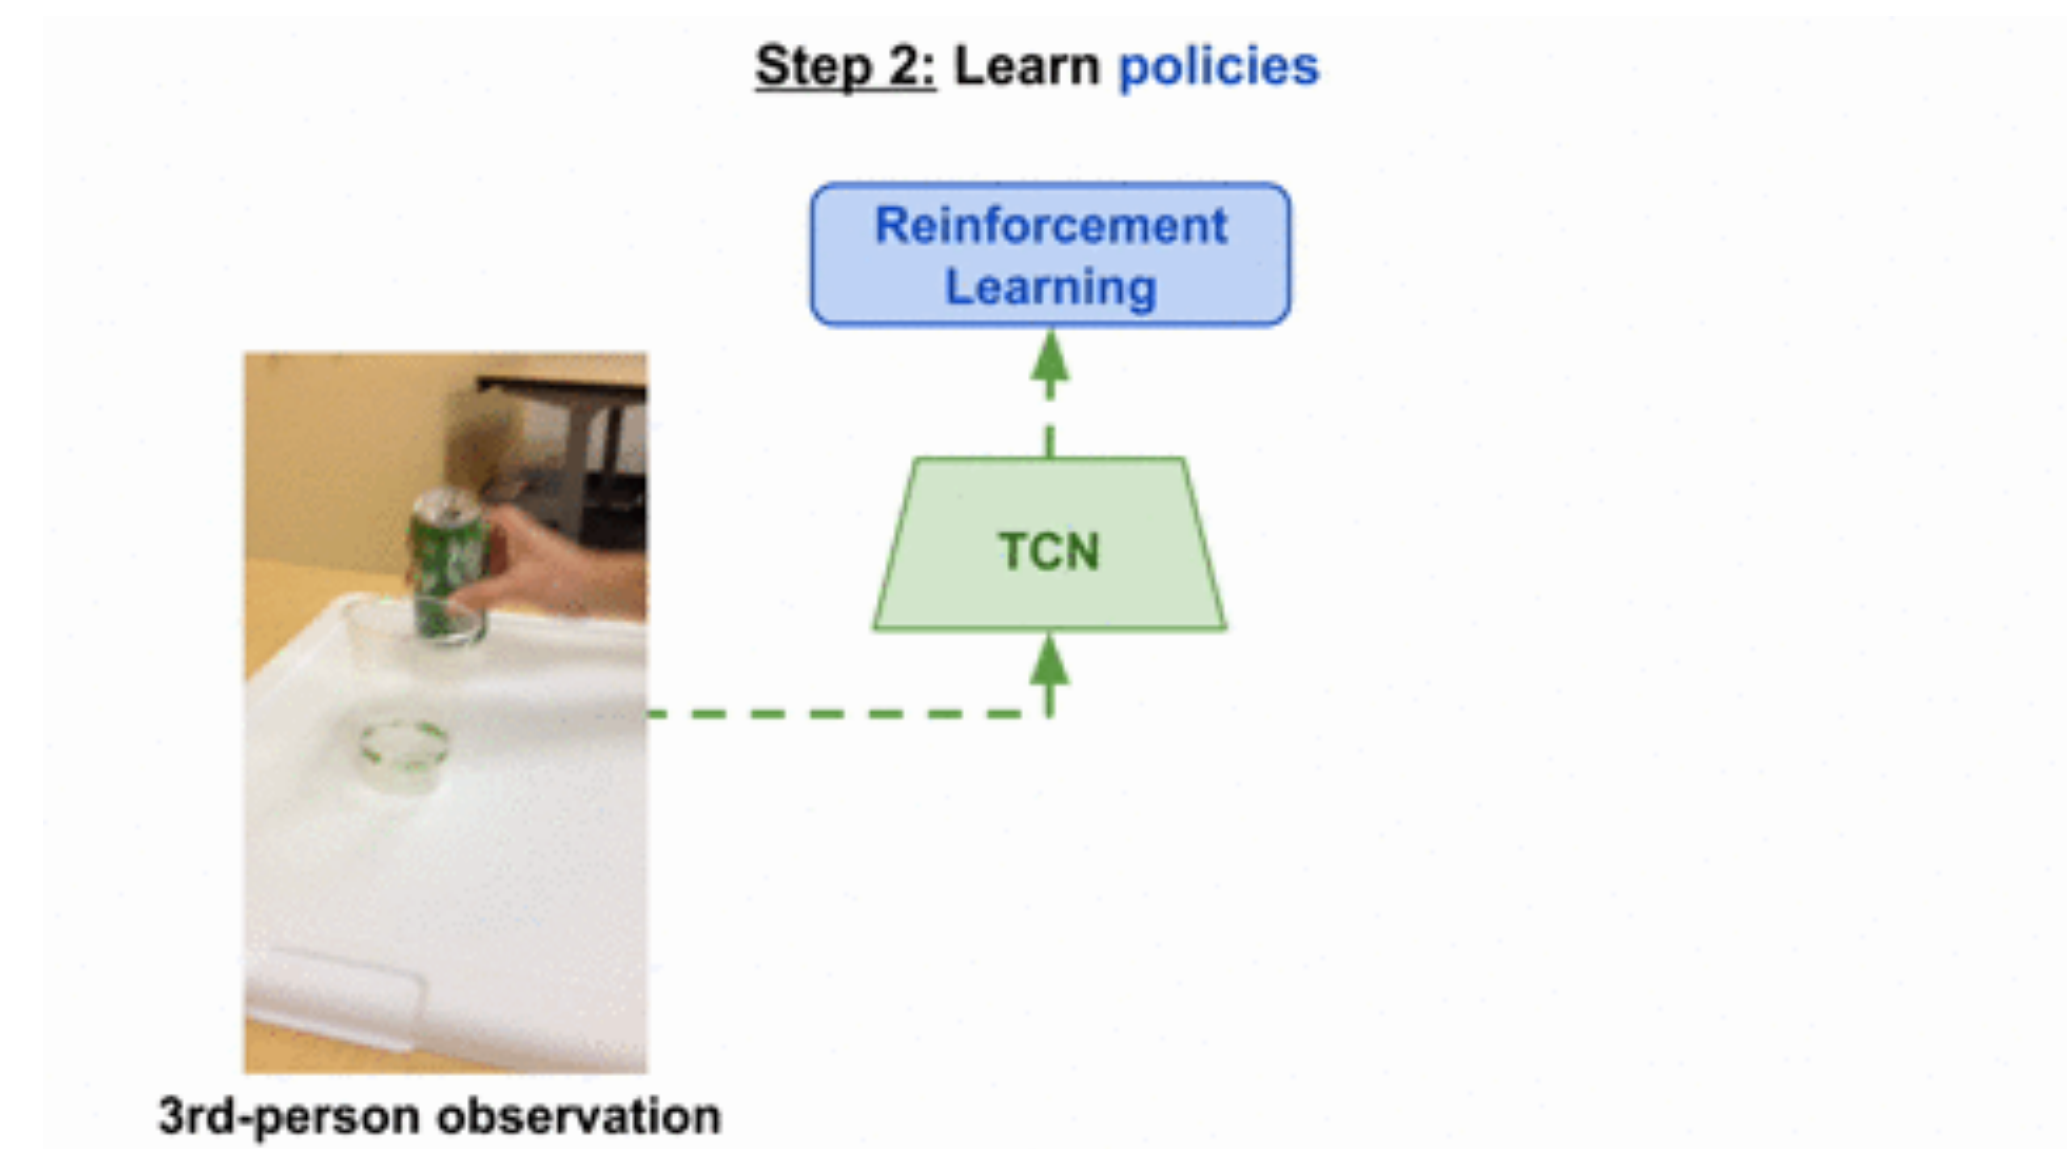 Step 2: Learn policies
Reinforcement
Learning
TCN
3rd-person observation